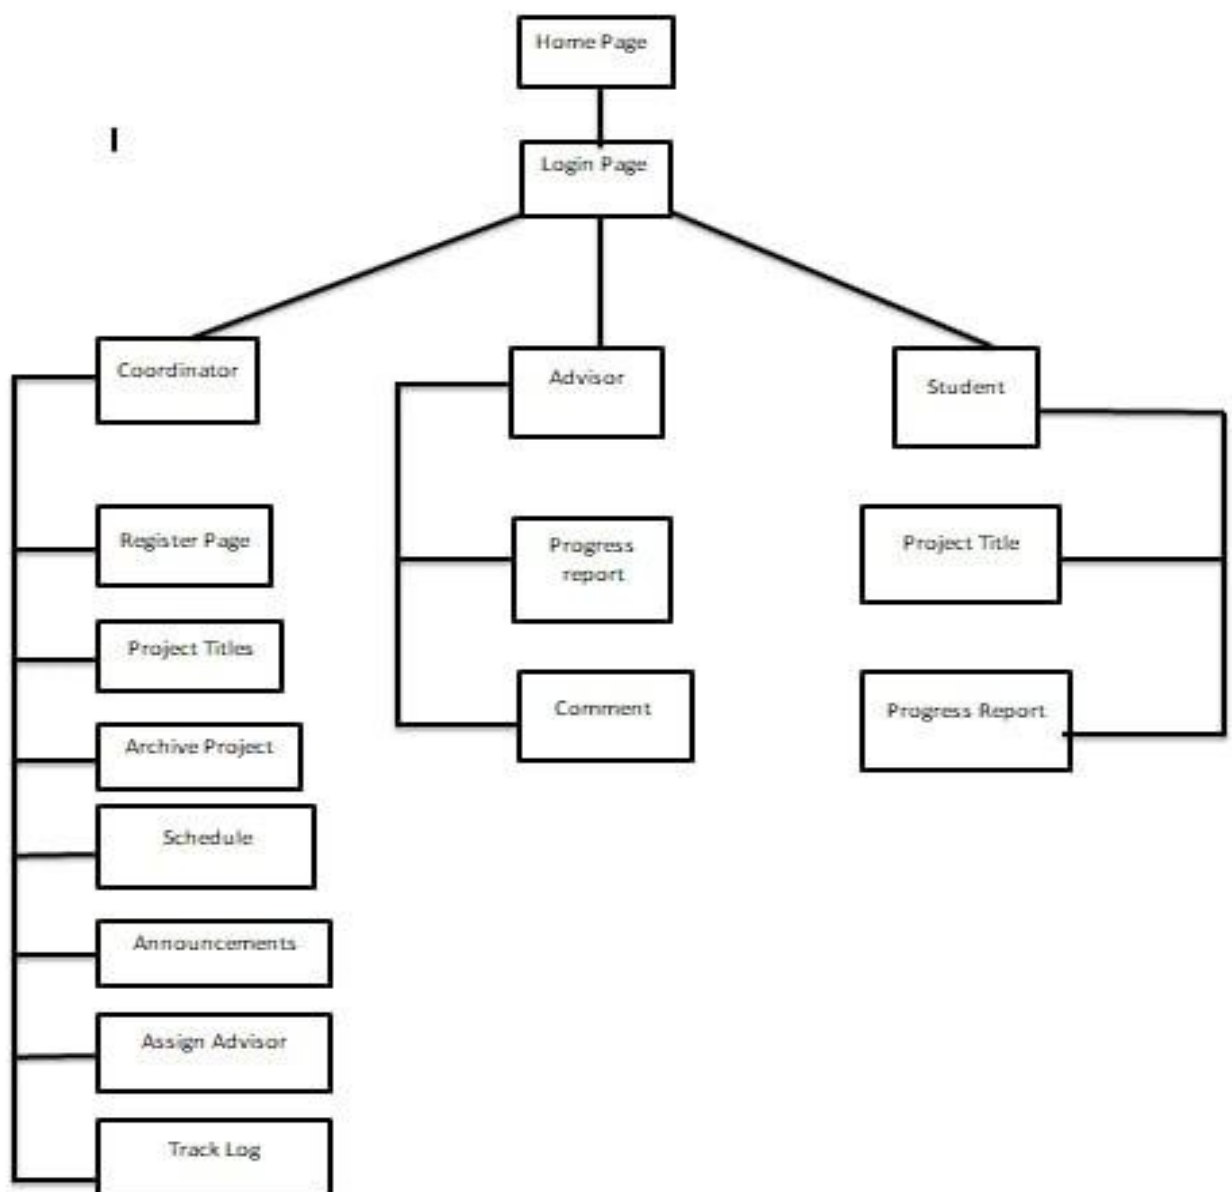 Home Page
Login Page
Coordinator
Advisor
Student
Register Page
Project Titles
Archive Project
Schedule
Announcements
Assign Advisor
Track Log
Progress
report
Comment
Project Title
Progress Report